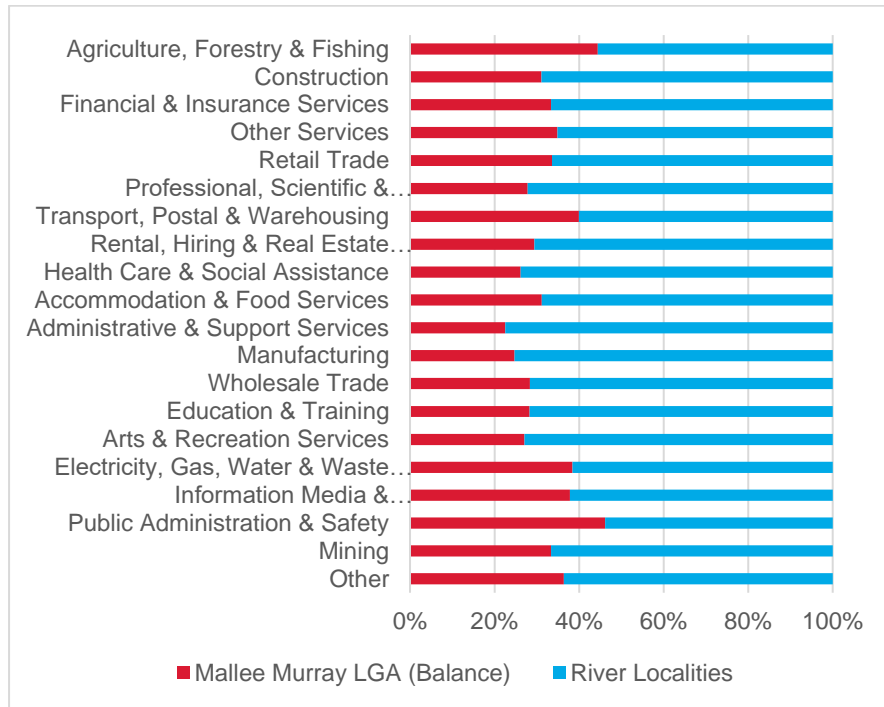 Agriculture, Forestry & Fishing
Construction
Financial & Insurance Services
Other Services
Retail Trade
Professional, Scientific &…
Transport, Postal & Warehousing
Rental, Hiring & Real Estate…
Health Care & Social Assistance
Accommodation & Food Services
Administrative & Support Services
Manufacturing
Wholesale Trade
Education & Training
Arts & Recreation Services
Electricity, Gas, Water & Waste…
Information Media &…
Public Administration & Safety
Mining
Other
0% 20% 40% 60% 80% 100%
Mallee Murray LGA (Balance) River Localities